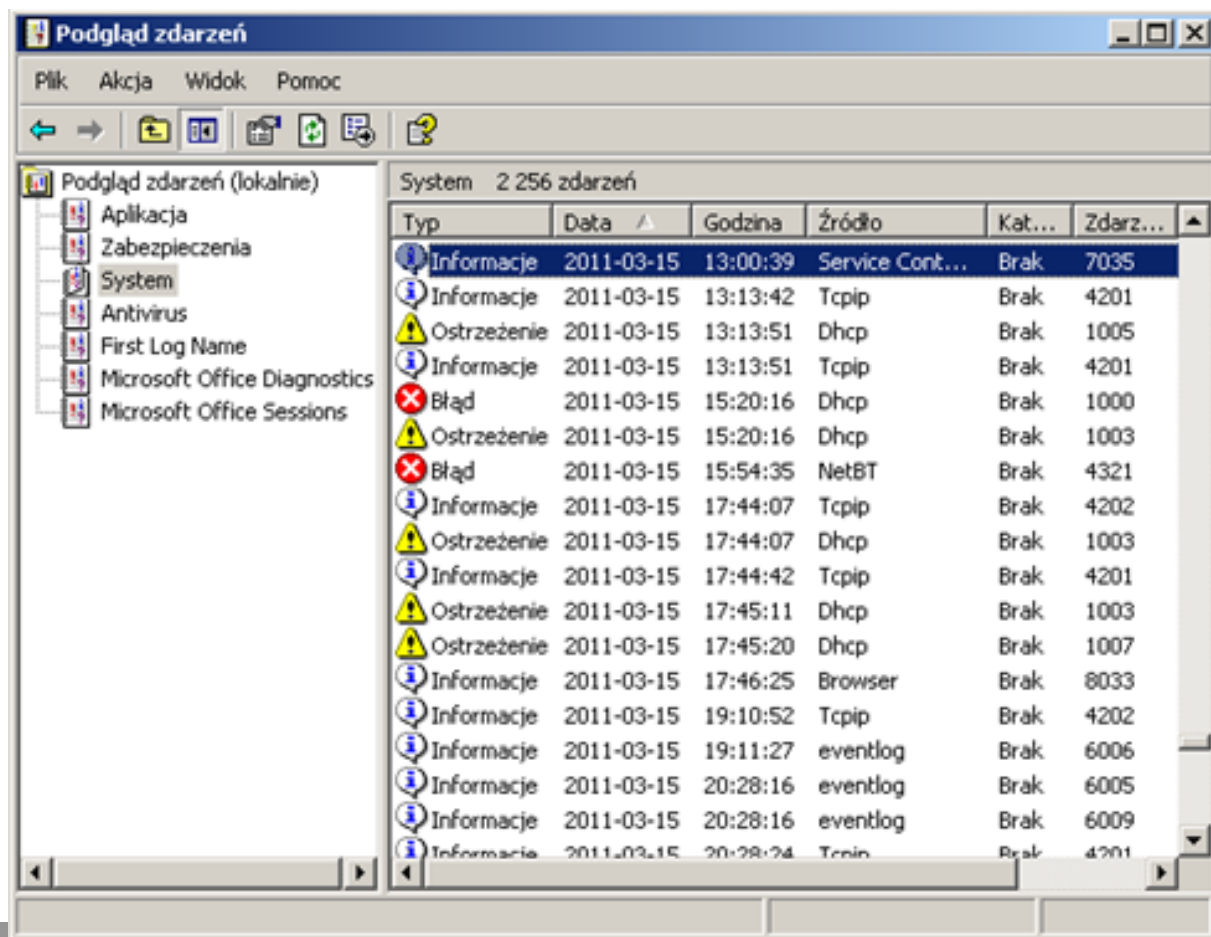 Podgląd zdarzeń
Plik Akcja Widok Pomoc
Podgląd zdarzeń (lokalnie)
Aplikacja
Zabezpieczenia
System
Antivirus
First Log Name
Microsoft Office Diagnostics
Microsoft Office Sessions
System 2 256 zdarzeń
Typ Data Godzina Źródło Kat... Zdarz...
Informacje 2011-03-15 13:00:39 Service Cont... Brak 7035
Informacje 2011-03-15 13:13:42 Tcpip Brak 4201
Ostrzeżenie 2011-03-15 13:13:51 Dhcp Brak 1005
Informacje 2011-03-15 13:13:51 Tcpip Brak 4201
Błąd 2011-03-15 15:20:16 Dhcp Brak 1000
Ostrzeżenie 2011-03-15 15:20:16 Dhcp Brak 1003
Błąd 2011-03-15 15:54:35 NetBT Brak 4321
Informacje 2011-03-15 17:44:07 Tcpip Brak 4202
Ostrzeżenie 2011-03-15 17:44:07 Dhcp Brak 1003
Informacje 2011-03-15 17:44:42 Tcpip Brak 4201
Ostrzeżenie 2011-03-15 17:45:11 Dhcp Brak 1003
Ostrzeżenie 2011-03-15 17:45:20 Dhcp Brak 1007
Informacje 2011-03-15 17:46:25 Browser Brak 8033
Informacje 2011-03-15 19:10:52 Tcpip Brak 4202
Informacje 2011-03-15 19:11:27 eventlog Brak 6006
Informacje 2011-03-15 20:28:16 eventlog Brak 6005
Informacje 2011-03-15 20:28:16 eventlog Brak 6009
Informacje 2011-03-15 20:28:24 Tcpip Brak 4201